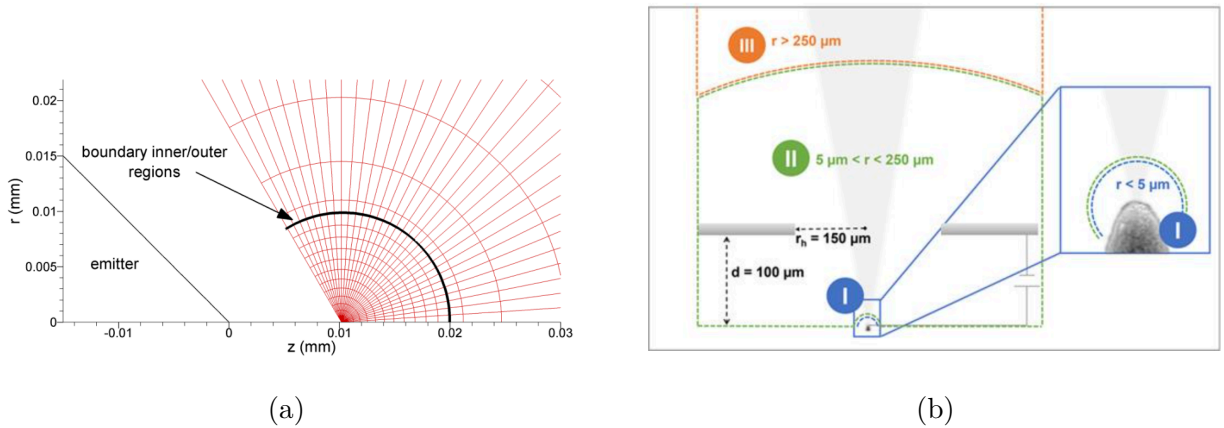 r (mm)
0.02
0.015
0.01
0.005
0
boundary inner/outer
regions
emitter
-0.01
0
0.01
0.02
0.03
z (mm)
(a)
III r > 250 µm
II 5 µm < r < 250 µm
r < 5 µm
I
rh = 150 µm
d = 100 µm
I
(b)